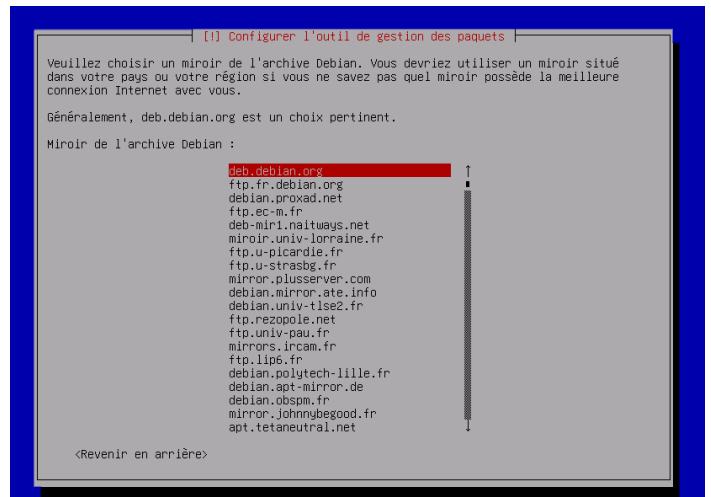 [!] Configurer l'outil de gestion des paquets
Veuillez choisir un miroir de l'archive Debian. Vous devriez utiliser un miroir situé
dans votre pays ou votre région si vous ne savez pas quel miroir possède la meilleure
connexion Internet avec vous.
Généralement, deb.debian.org est un choix pertinent.
Miroir de l'archive Debian :
deb.debian.org
ftp.fr.debian.org
debian.proxad.net
ftp.ec-m.fr
deb-mir1.naitways.net
miroir.univ-lorraine.fr
ftp.u-picardie.fr
ftp.u-strasbg.fr
mirror.plusserver.com
debian.mirror.ate.info
debian.univ-tlse2.fr
ftp.rezopole.net
ftp.univ-pau.fr
mirrors.ircam.fr
ftp.lip6.fr
debian.polytech-lille.fr
debian.apt-mirror.de
debian.obspm.fr
mirror.johnnybegood.fr
apt.tetaneutral.net
<Revenir en arrière>